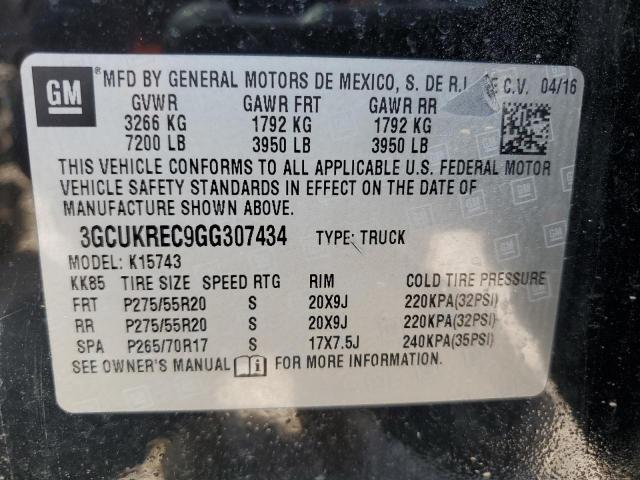 GM ® MFD BY GENERAL MOTORS DE MEXICO, S. DE R.L E C.V. 04/16
GVWR GAWR FRT GAWR RR
3266 KG 1792 KG 1792 KG
7200 LB 3950 LB 3950 LB
THIS VEHICLE CONFORMS TO ALL APPLICABLE U.S. FEDERAL MOTOR
VEHICLE SAFETY STANDARDS IN EFFECT ON THE DATE OF
MANUFACTURE SHOWN ABOVE.
3GCUKREC9GG307434 TYPE: TRUCK
MODEL: K15743
KK85 TIRE SIZE SPEED RTG RIM COLD TIRE PRESSURE
FRT P275/55R20 S 20X9J 220KPA(32PSI)
RR P275/55R20 S 20X9J 220KPA(32PSI)
SPA P265/70R17 S 17X7.5J 240KPA(35PSI)
SEE OWNER'S MANUAL FOR MORE INFORMATION.